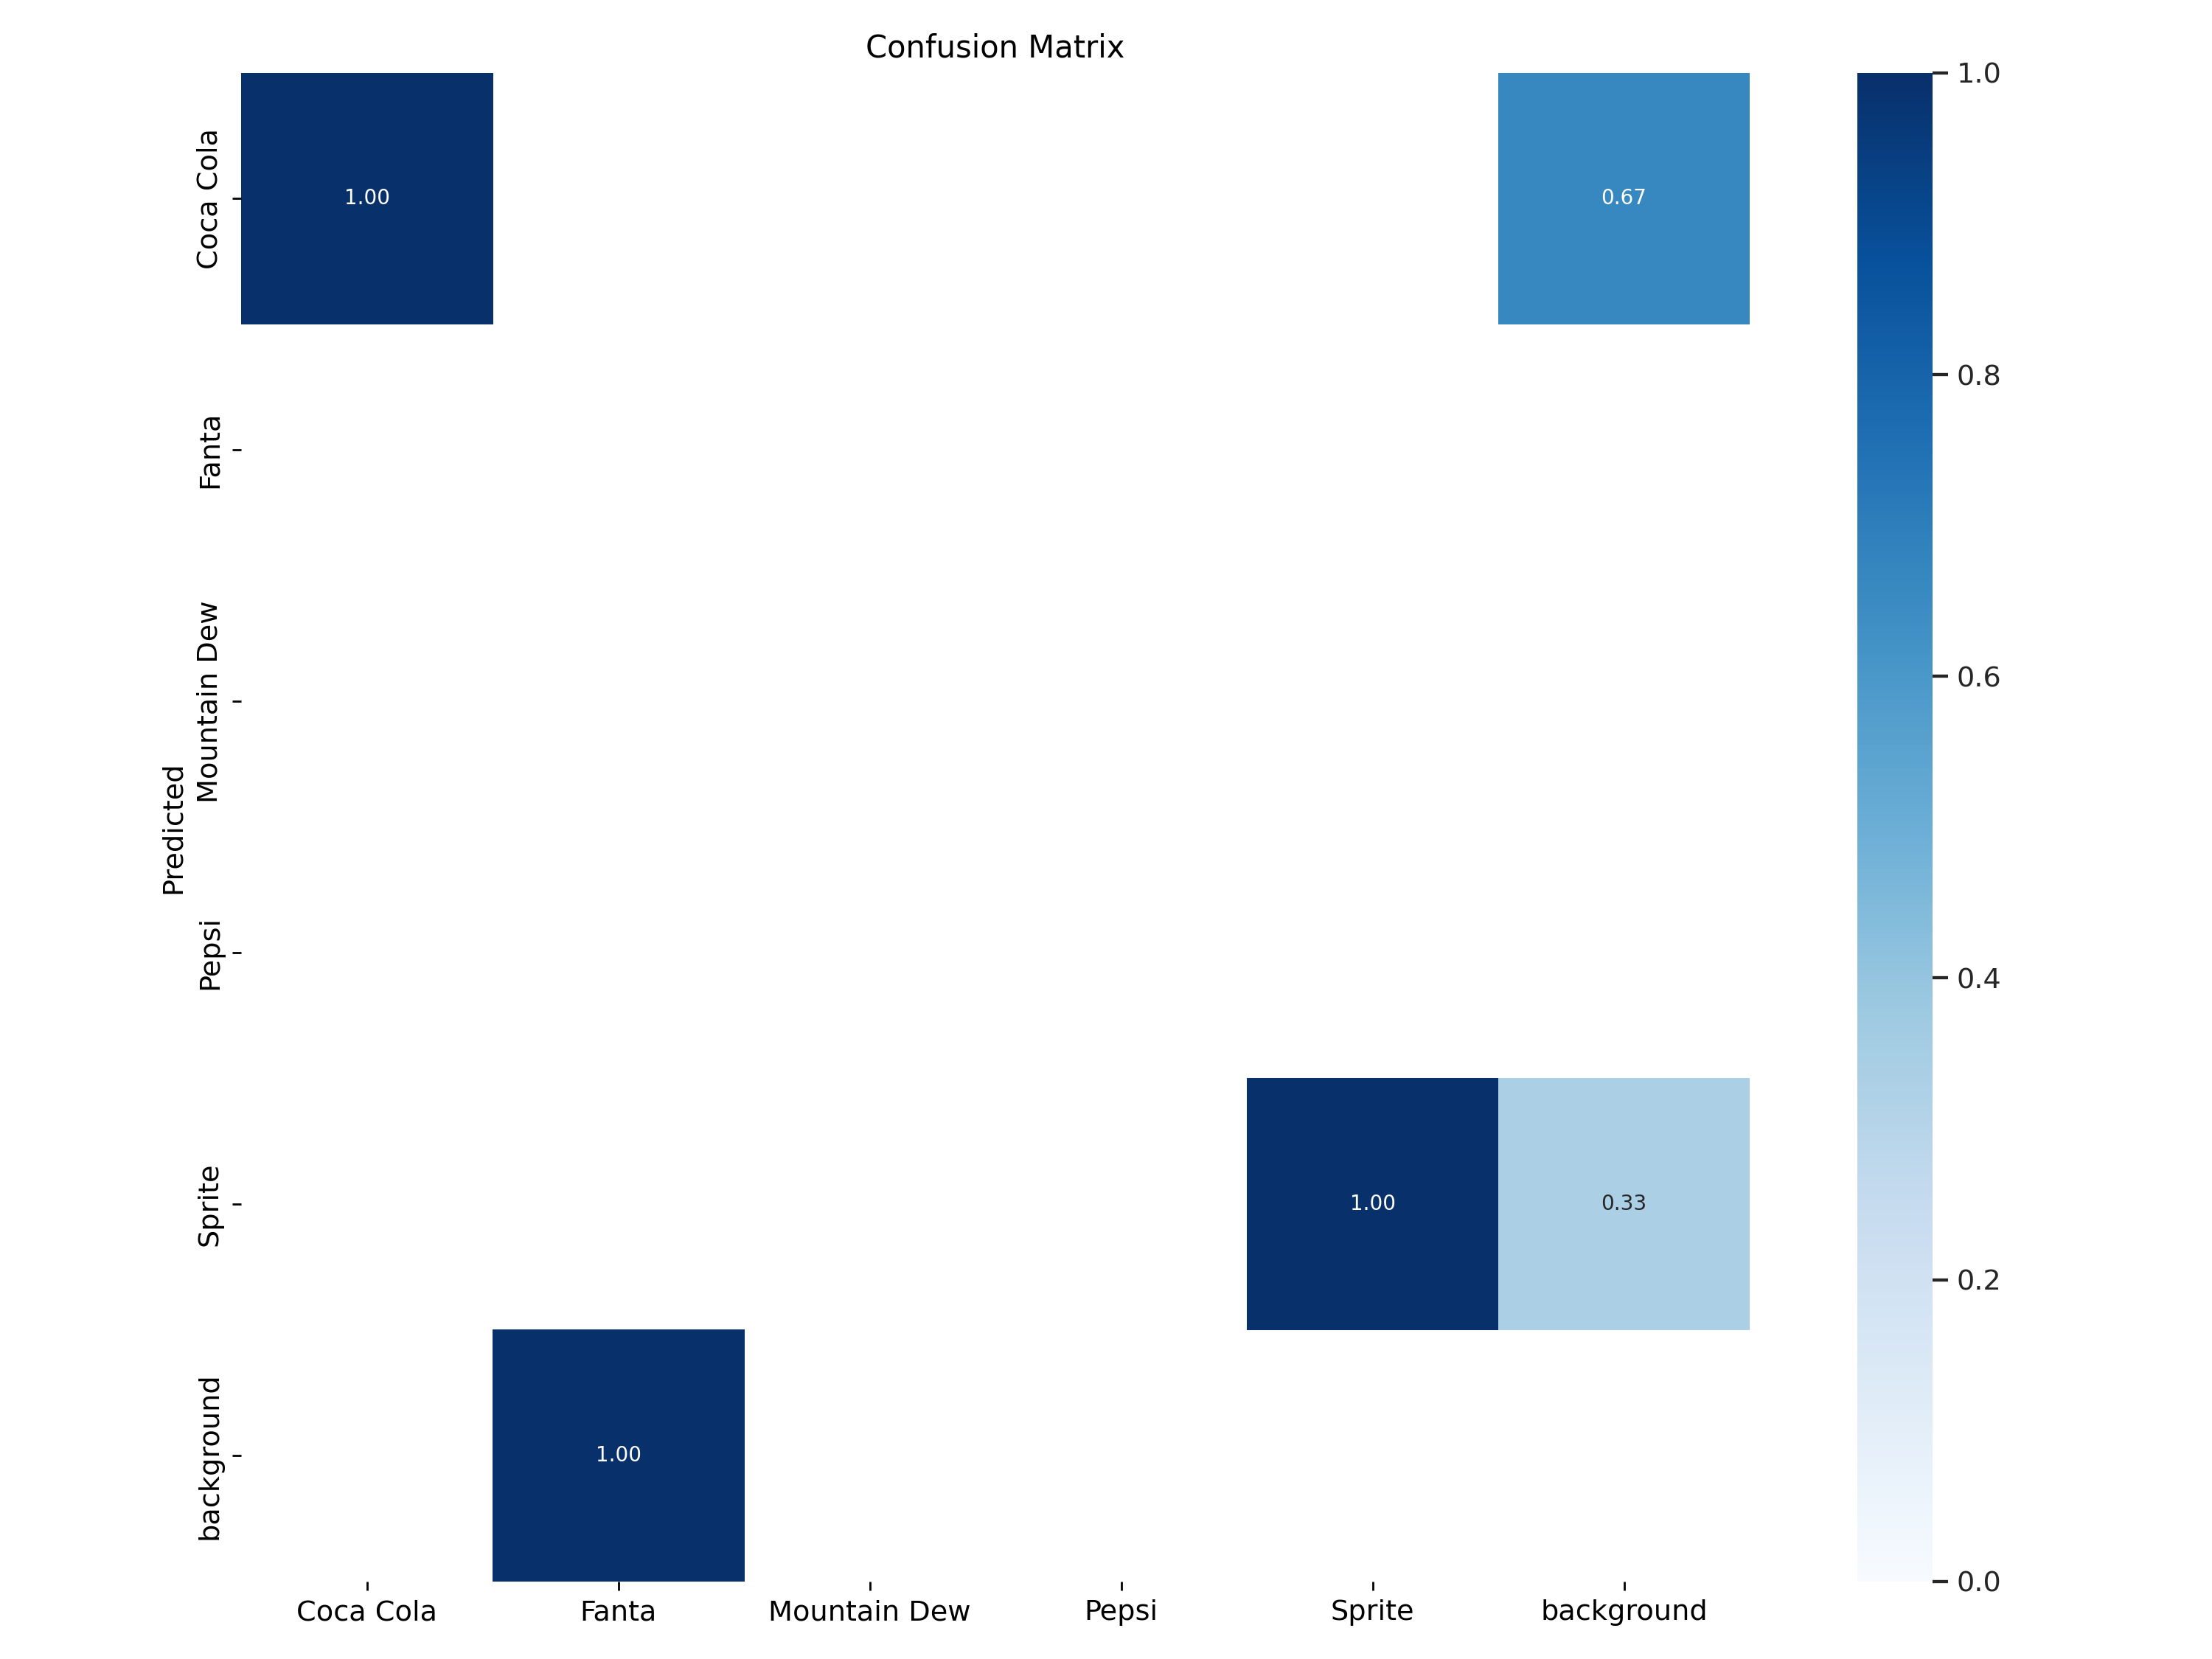 Confusion Matrix
Coca Cola
Fanta
Mountain Dew
Pepsi
Sprite
background
Predicted
1.00
0.67
1.00
0.33
1.00
Coca Cola
Fanta
Mountain Dew
Pepsi
Sprite
background
1.0
0.8
0.6
0.4
0.2
0.0